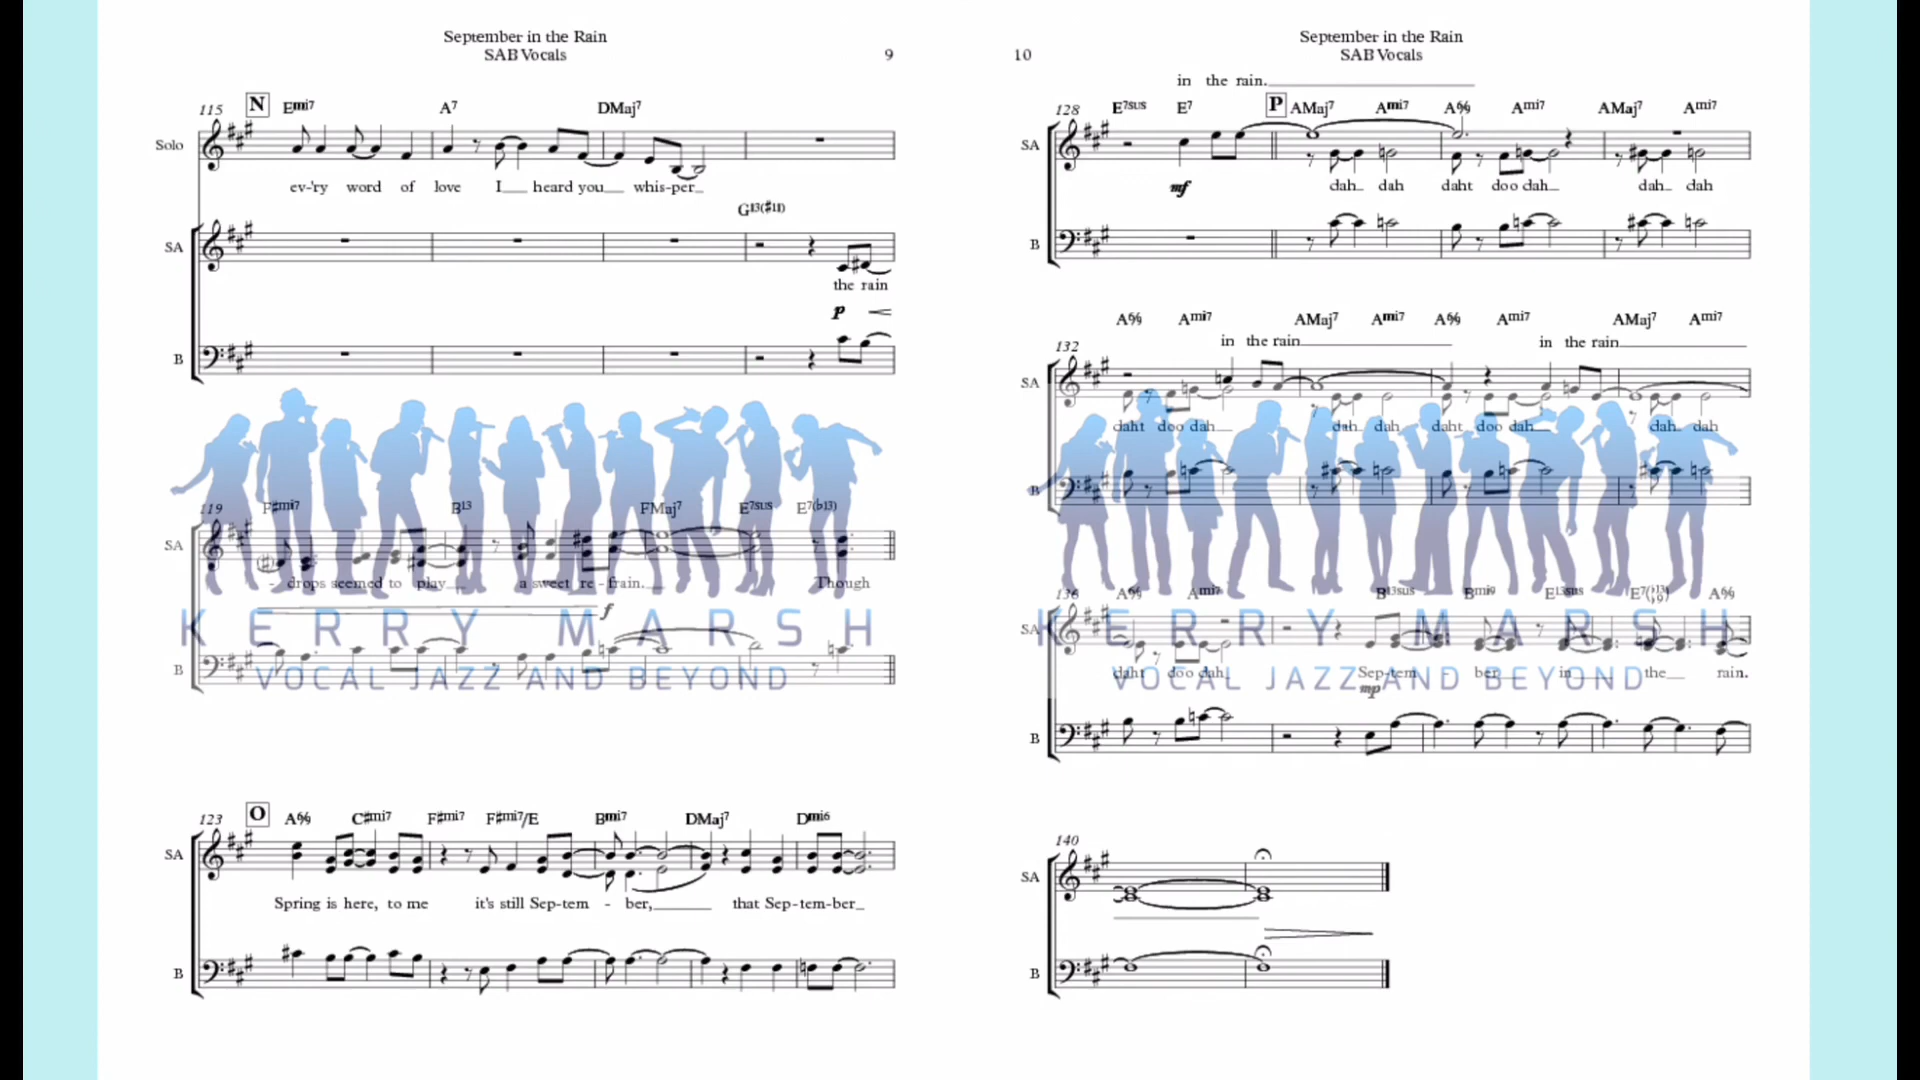 September in the Rain
SAB Vocals
9
115 N Emi7 A7 DMaj7
Solo
ev-'ry word of love I heard you whis-per
G13(#11)
SA
the rain
p
B
119 F#mi7 B13 FMaj7 E7sus E7(b13)
SA
- drops seemed to play a sweet re - frain. Though
f
KERRY MARSH
B
VOCAL JAZZ AND BEYOND
123 O A6/9 C#mi7 F#mi7 F#mi7/E Bmi7 DMaj7 Dmi6
SA
Spring is here, to me it's still Sep-tem - ber, that Sep-tem-ber
B
September in the Rain
SAB Vocals
10
in the rain.
128 E7sus E7 P AMaj7 Ami7 A6/9 Ami7 AMaj7 Ami7
SA
mf dah dah daht doo dah dah dah
B
A6/9 Ami7 AMaj7 Ami7 A6/9 Ami7 AMaj7 Ami7
132 in the rain in the rain
SA
daht doo dah dah dah daht doo dah dah dah
B
136 A6/9 Ami7 B13sus Bmi9 E13sus E7(b13 b9) A6/9
SA
KERRY MARSH
daht doo dah Sep-tem - ber in the rain.
VOCAL JAZZ AND BEYOND
mp
B
140
SA
B